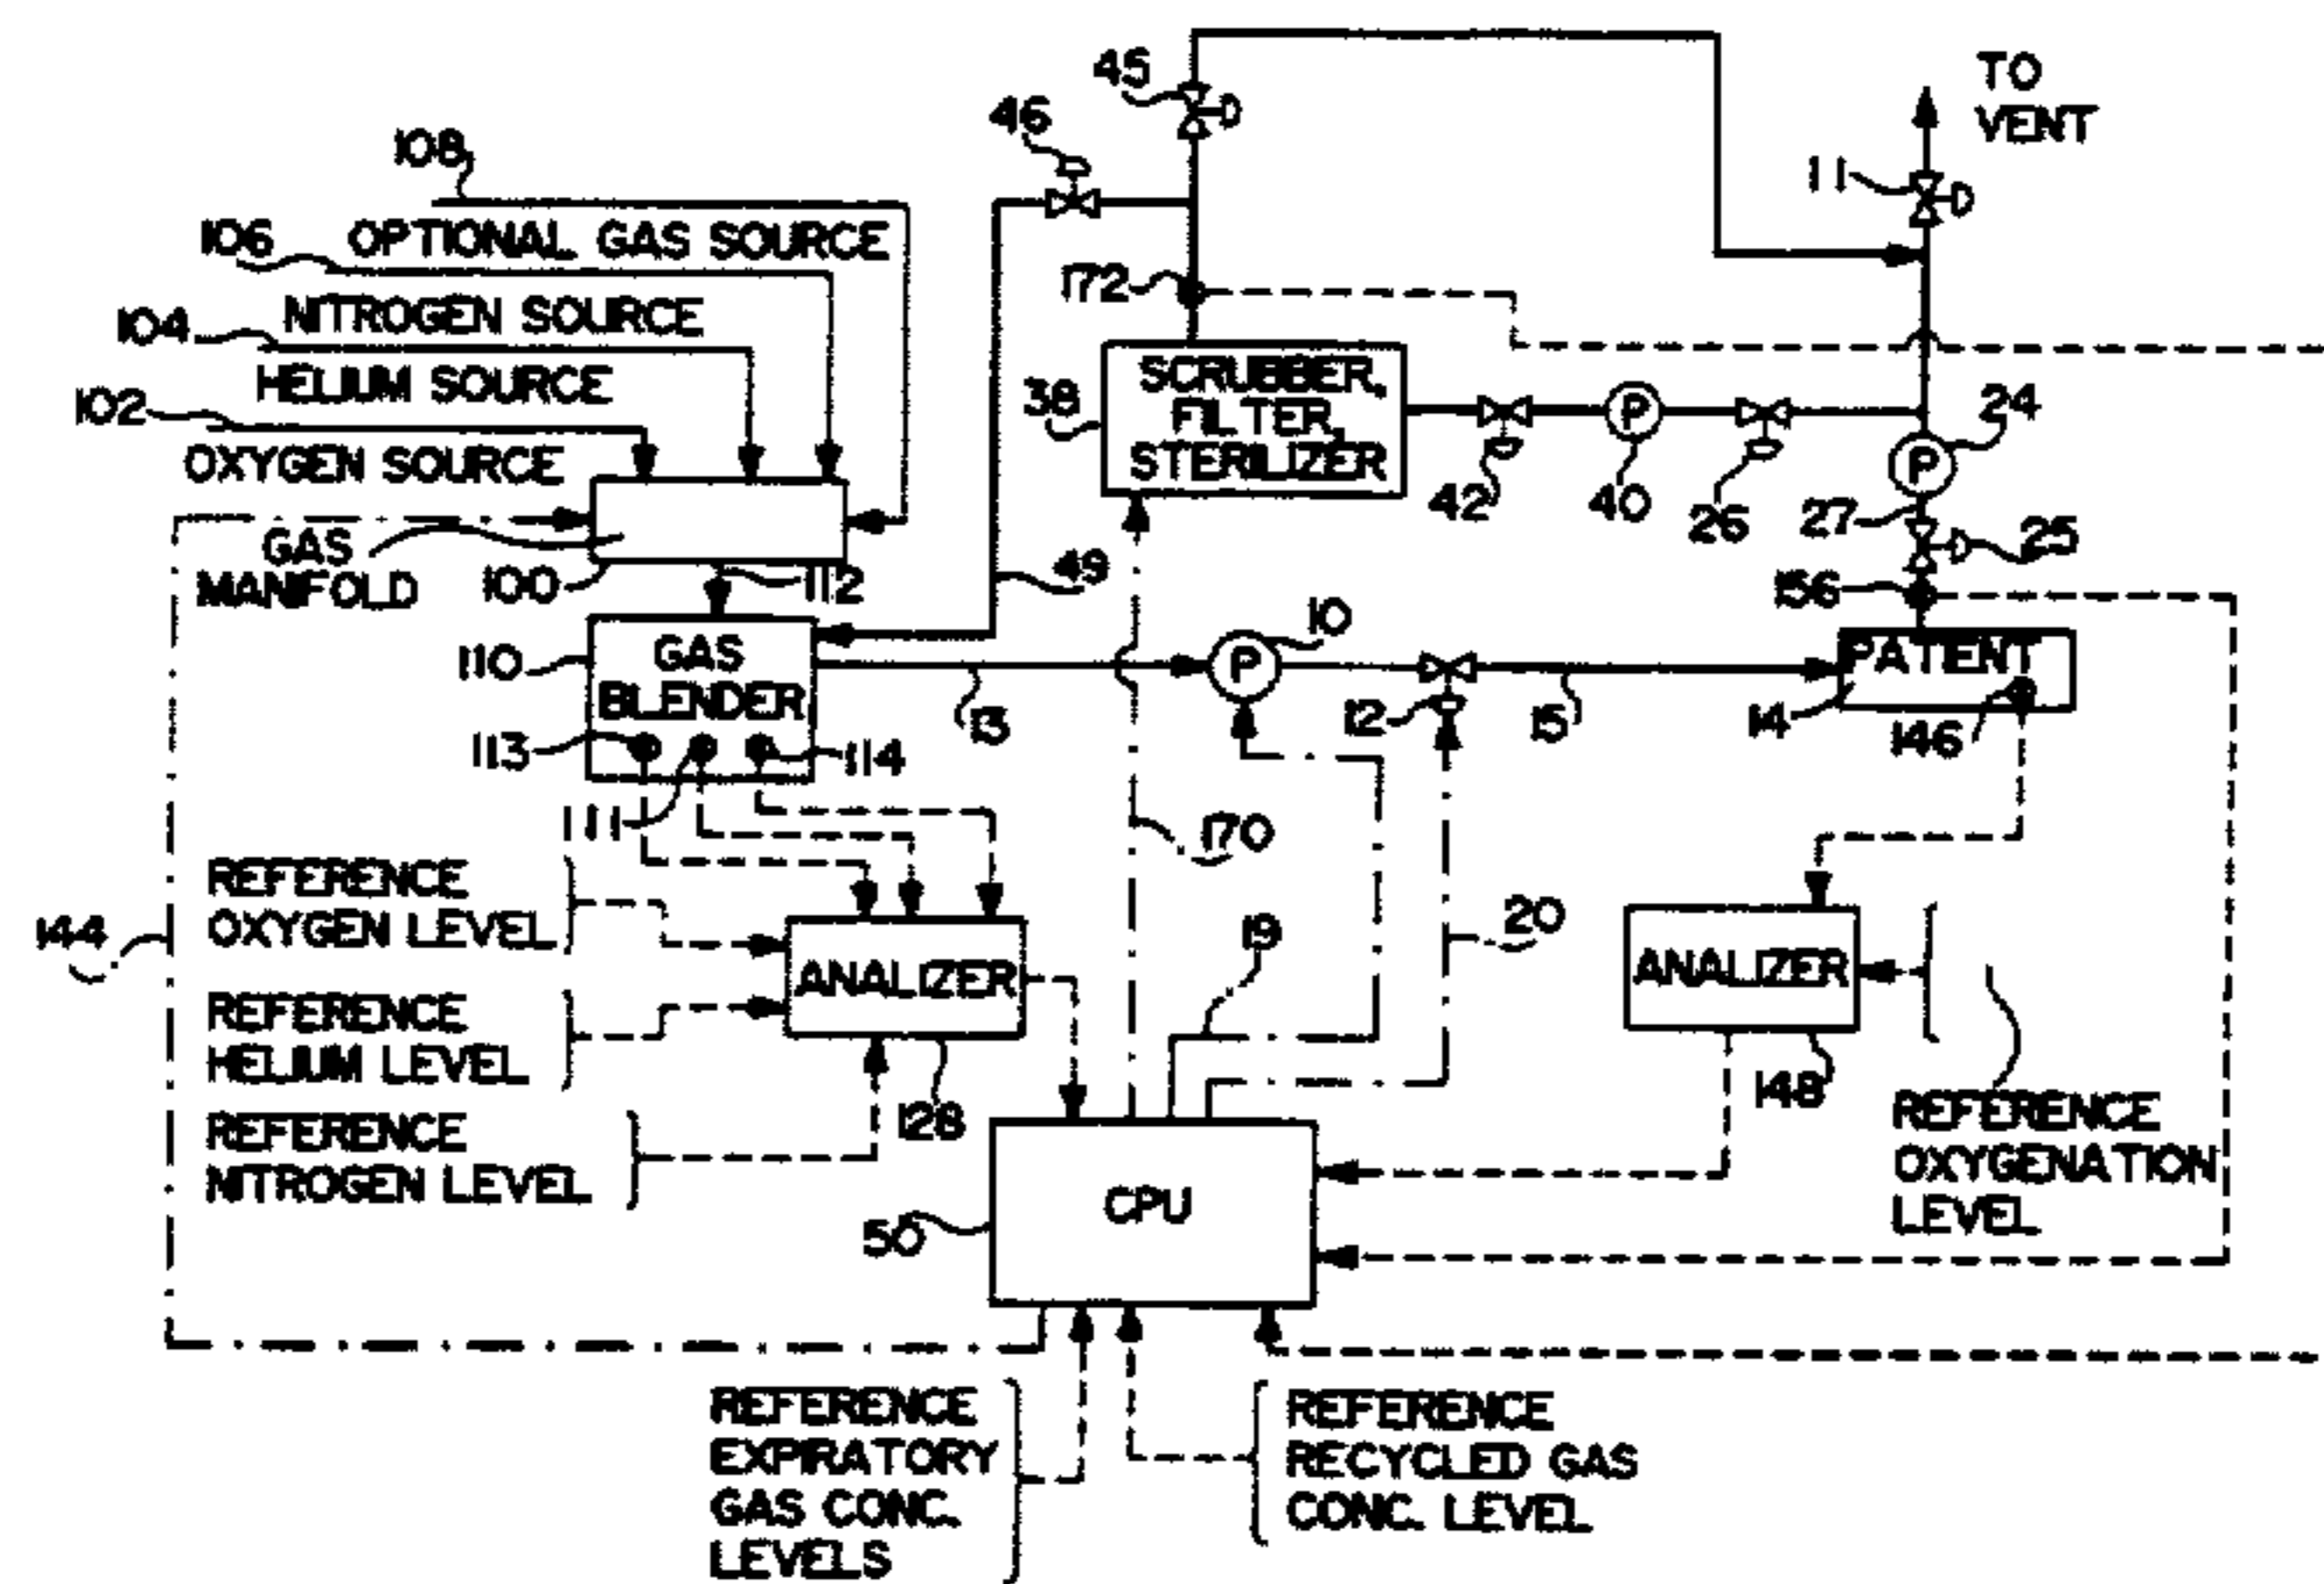 TO
VENT
45
46
11
108
106
OPTIONAL GAS SOURCE
172
104
NITROGEN SOURCE
HELIUM SOURCE
102
OXYGEN SOURCE
38
SCRUBBER,
FILTER,
STERILIZER
P
P
24
42
40
26
27
25
GAS
MANIFOLD
100
112
49
156
110
GAS
BLENDER
10
P
PATENT
13
12
15
14
146
113
114
111
170
REFERENCE
OXYGEN LEVEL
144
19
20
ANALIZER
ANALIZER
REFERENCE
HELIUM LEVEL
128
148
REFERENCE
NITROGEN LEVEL
REFERENCE
OXYGENATION
LEVEL
50
CPU
REFERENCE
EXPIRATORY
GAS CONC.
LEVELS
REFERENCE
RECYCLED GAS
CONC. LEVEL